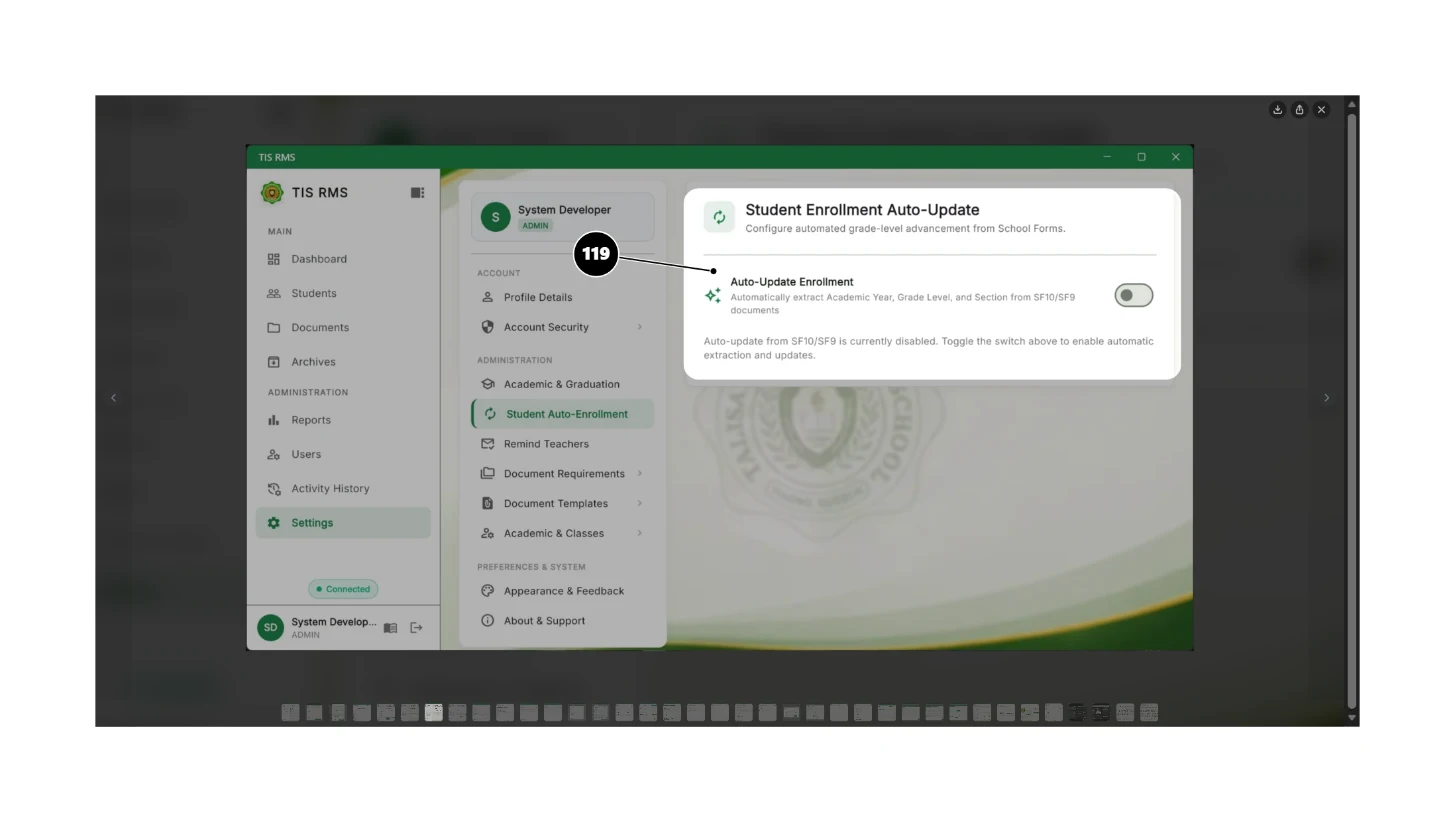 TIS RMS
TIS RMS
MAIN
Dashboard
Students
Documents
Archives
ADMINISTRATION
Reports
Users
Activity History
Settings
Connected
SD
System Develop...
ADMIN
S
System Developer
ADMIN
ACCOUNT
Profile Details
Account Security
ADMINISTRATION
Academic & Graduation
Student Auto-Enrollment
Remind Teachers
Document Requirements
Document Templates
Academic & Classes
PREFERENCES & SYSTEM
Appearance & Feedback
About & Support
119
Student Enrollment Auto-Update
Configure automated grade-level advancement from School Forms.
Auto-Update Enrollment
Automatically extract Academic Year, Grade Level, and Section from SF10/SF9
documents
Auto-update from SF10/SF9 is currently disabled. Toggle the switch above to enable automatic
extraction and updates.
SCHOOL